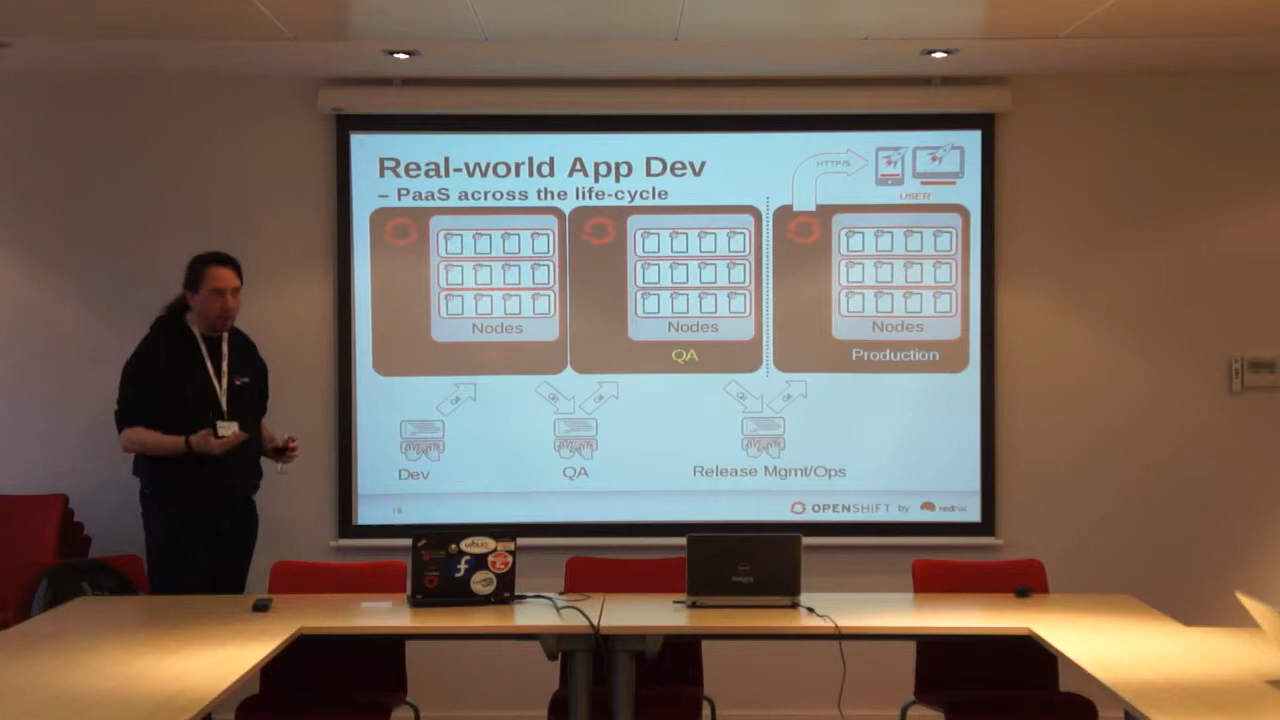 Real-world App Dev
– PaaS across the life-cycle
HTTP/S
USER
Nodes
Nodes
Nodes
QA
Production
Dev
QA
Release Mgmt/Ops
16
OPENSHIFT by redhat